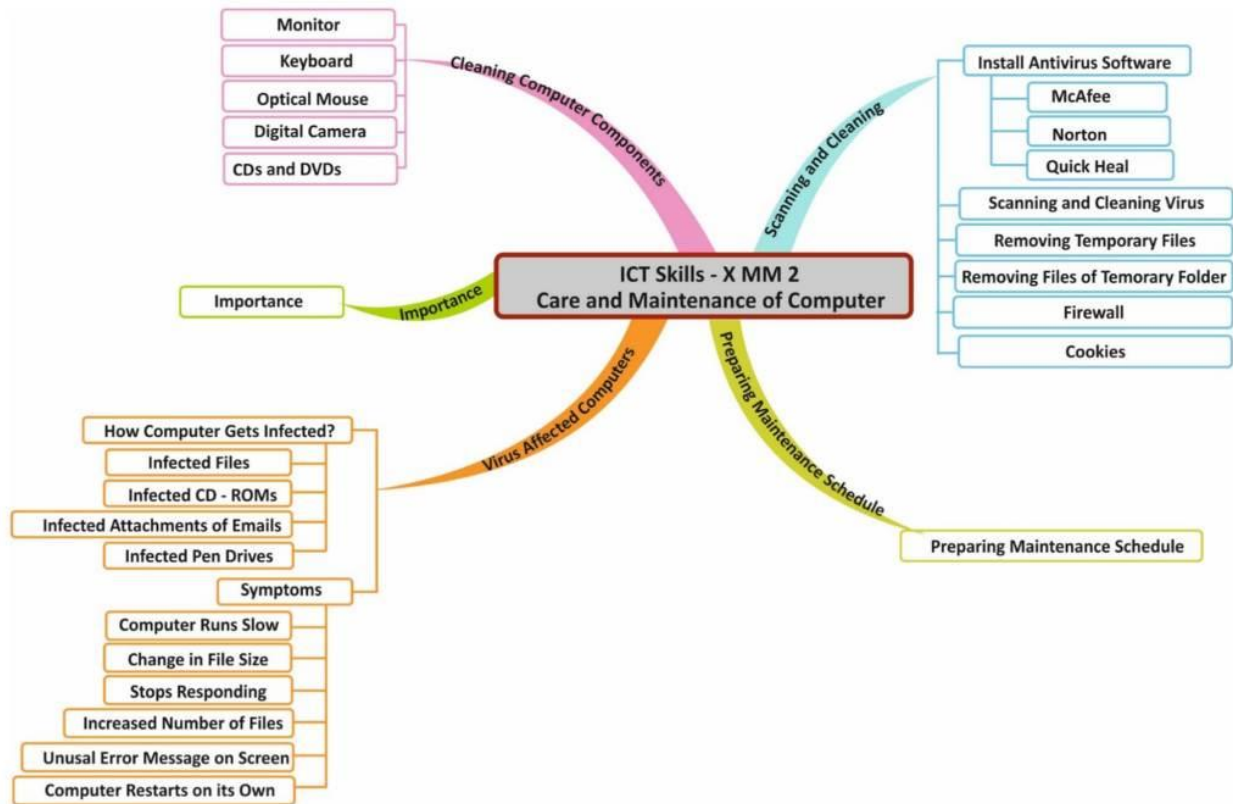 ICT Skills - X MM 2
Care and Maintenance of Computer
Cleaning Computer Components
Monitor
Keyboard
Optical Mouse
Digital Camera
CDs and DVDs
Importance
Importance
Virus Affected Computers
How Computer Gets Infected?
Infected Files
Infected CD - ROMs
Infected Attachments of Emails
Infected Pen Drives
Symptoms
Computer Runs Slow
Change in File Size
Stops Responding
Increased Number of Files
Unusal Error Message on Screen
Computer Restarts on its Own
Scanning and Cleaning
Install Antivirus Software
McAfee
Norton
Quick Heal
Scanning and Cleaning Virus
Removing Temporary Files
Removing Files of Temorary Folder
Firewall
Cookies
Preparing Maintenance Schedule
Preparing Maintenance Schedule